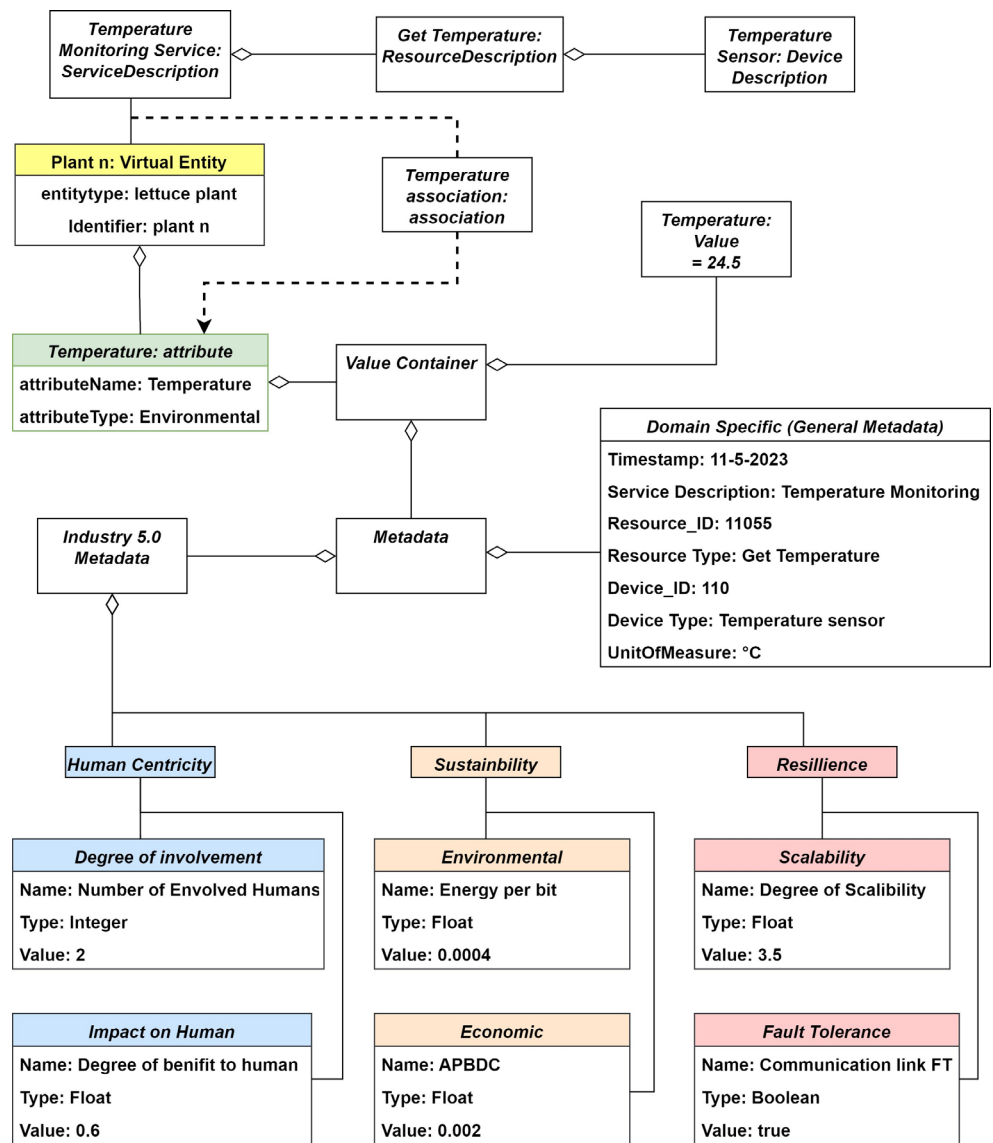 Temperature
Monitoring Service:
ServiceDescription
Get Temperature:
ResourceDescription
Temperature
Sensor: Device
Description
Plant n: Virtual Entity
entitytype: lettuce plant
Identifier: plant n
Temperature
association:
association
Temperature:
Value
= 24.5
Temperature: attribute
attributeName: Temperature
attributeType: Environmental
Value Container
Domain Specific (General Metadata)
Timestamp: 11-5-2023
Service Description: Temperature Monitoring
Resource_ID: 11055
Resource Type: Get Temperature
Device_ID: 110
Device Type: Temperature sensor
UnitOfMeasure: °C
Industry 5.0
Metadata
Metadata
Human Centricity
Sustainbility
Resillience
Degree of involvement
Name: Number of Envolved Humans
Type: Integer
Value: 2
Environmental
Name: Energy per bit
Type: Float
Value: 0.0004
Scalability
Name: Degree of Scalibility
Type: Float
Value: 3.5
Impact on Human
Name: Degree of benifit to human
Type: Float
Value: 0.6
Economic
Name: APBDC
Type: Float
Value: 0.002
Fault Tolerance
Name: Communication link FT
Type: Boolean
Value: true